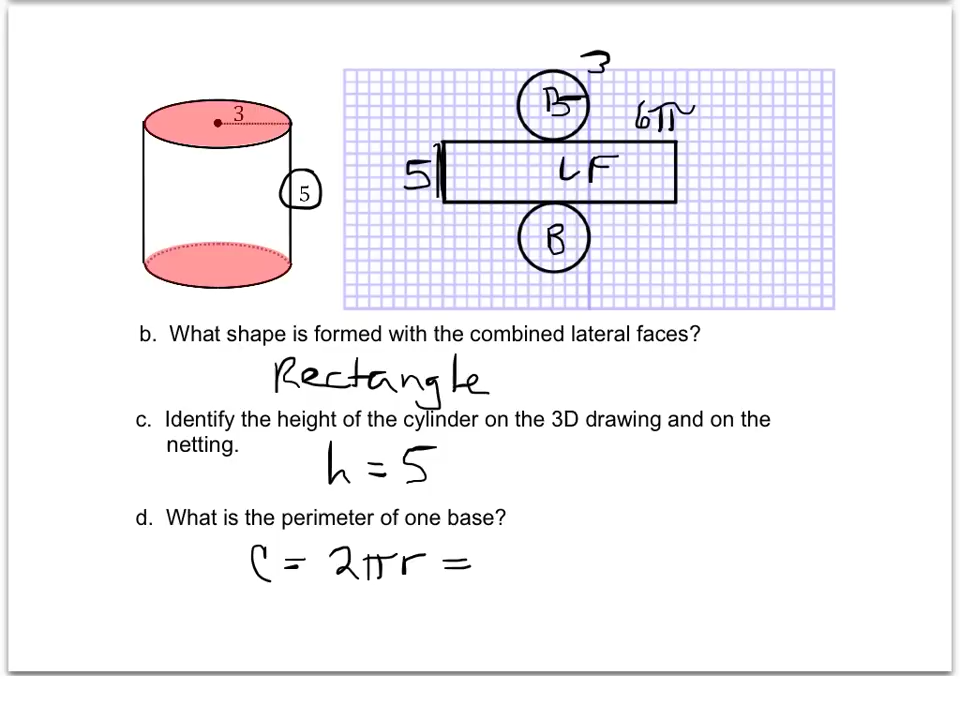 3
5
3
B
6π
5
LF
B
b. What shape is formed with the combined lateral faces?
Rectangle
c. Identify the height of the cylinder on the 3D drawing and on the
netting.
h = 5
d. What is the perimeter of one base?
C = 2πr =